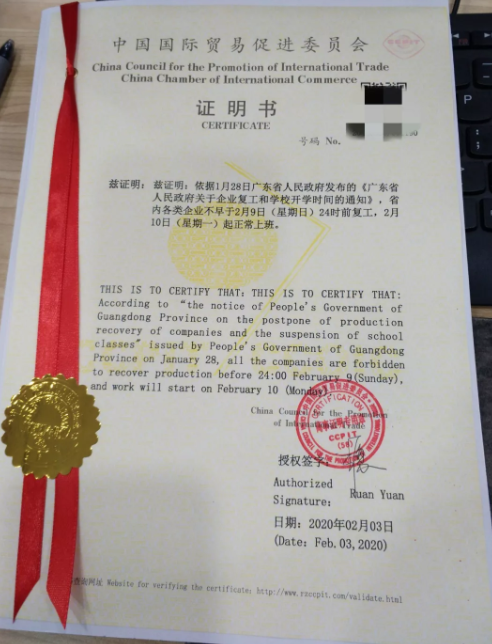 中国国际贸易促进委员会
China Council for the Promotion of International Trade
China Chamber of International Commerce
证明书
CERTIFICATE
号码 No.
兹证明：兹证明：依据1月28日广东省人民政府发布的《广东省
人民政府关于企业复工和学校开学时间的通知》，省
内各类企业不早于2月9日（星期日）24时前复工，2月
10日（星期一）起正常上班。
THIS IS TO CERTIFY THAT: THIS IS TO CERTIFY THAT:
According to “the notice of People's Government of
Guangdong Province on the postpone of production
recovery of companies and the suspension of school
classes” issued by People's Government of Guangdong
Province on January 28, all the companies are forbidden
to recover production before 24:00 February 9(Sunday),
and work will start on February 10 (Monday).
China Council for the Promotion
of International Trade
CERTIFICATION
CCPIT
(58)
授权签字：
Authorized
Signature:
Ruan Yuan
日期：2020年02月03日
(Date: Feb.03,2020)
查询网址 Website for verifying the certificate: http://www.rzccpit.com/validate.html